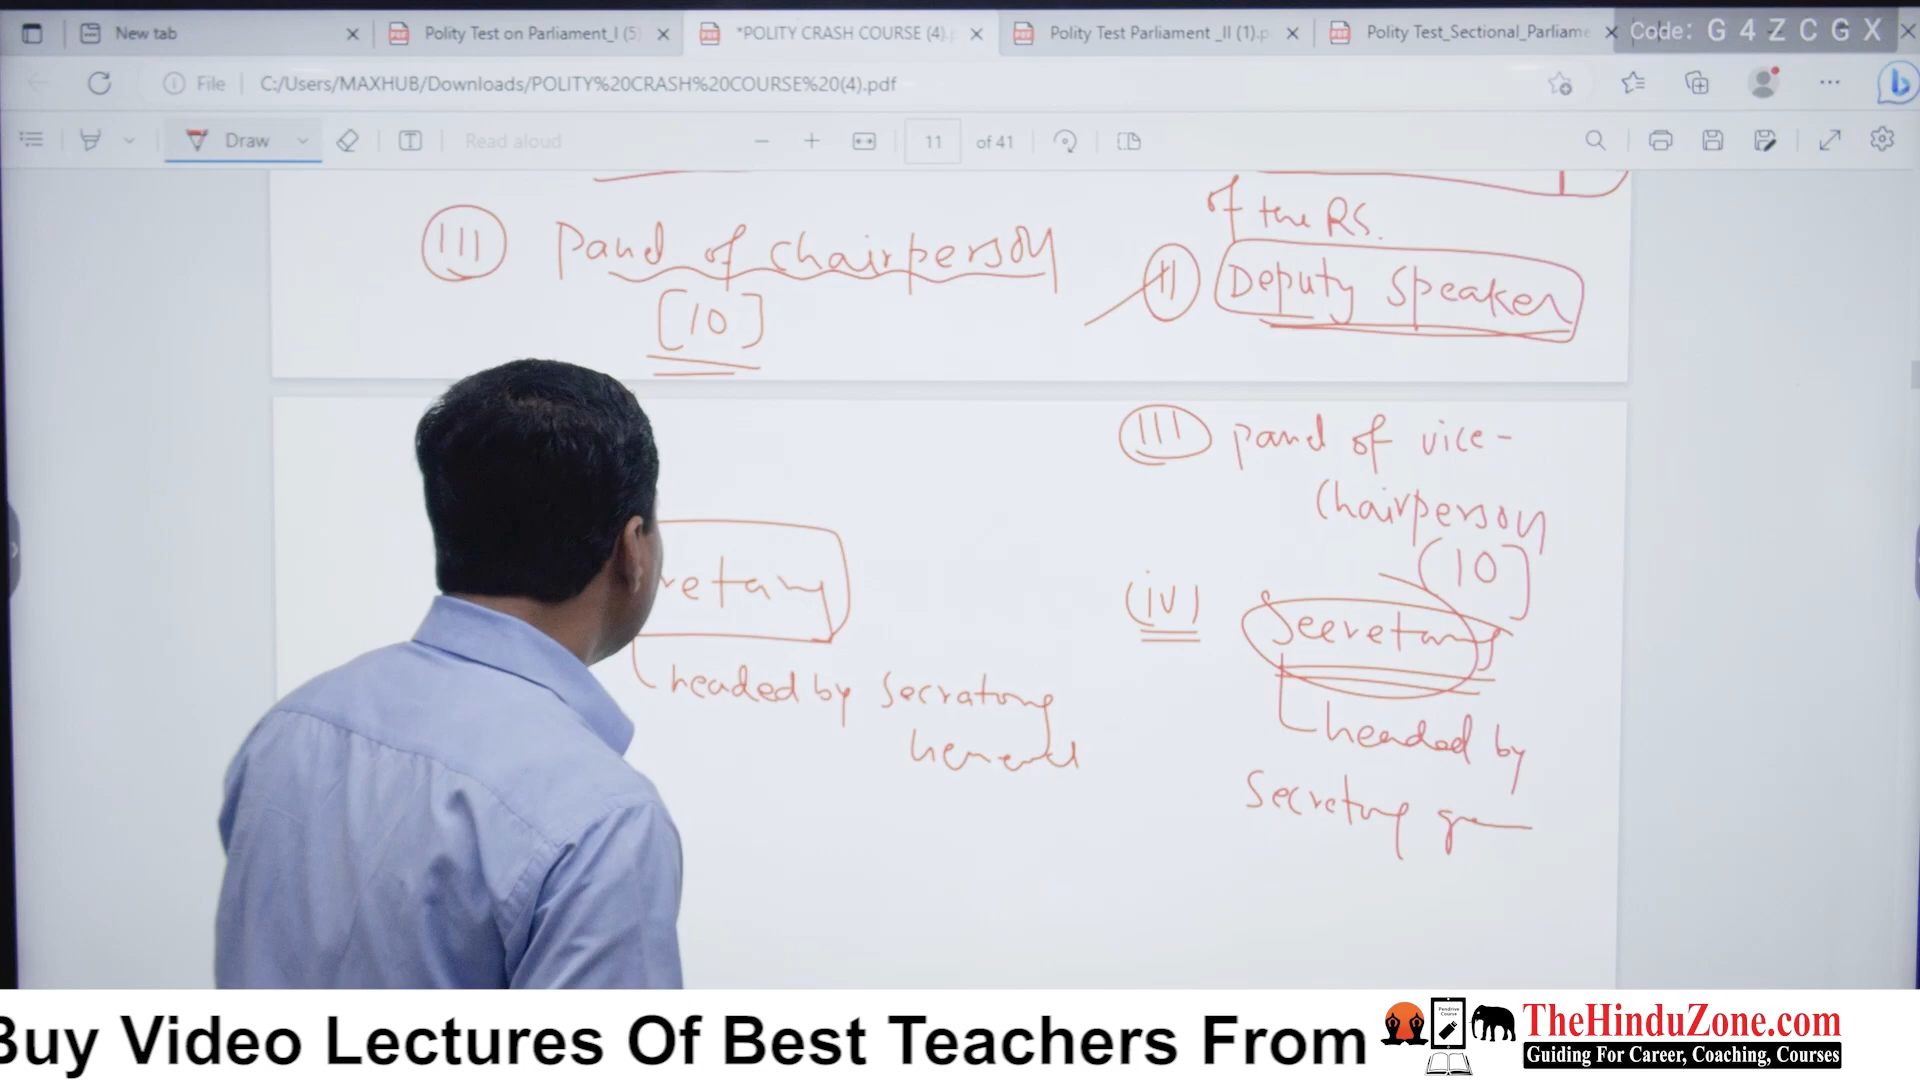 New tab
Polity Test on Parliament_I (5)
*POLITY CRASH COURSE (4).p
Polity Test Parliament _II (1).p
Polity Test_Sectional_Parliame
Code: G 4 Z C G X
File
C:/Users/MAXHUB/Downloads/POLITY%20CRASH%20COURSE%20(4).pdf
Draw
Read aloud
11
of 41
of the RS.
III Panel of chairperson
[10]
II Deputy Speaker
III panel of vice-
chairperson
[10]
retary
(iv) Secretary
headed by Secratary
headed by
Secretary
Buy Video Lectures Of Best Teachers From
Pendrive
Course
TheHinduZone.com
Guiding For Career, Coaching, Courses